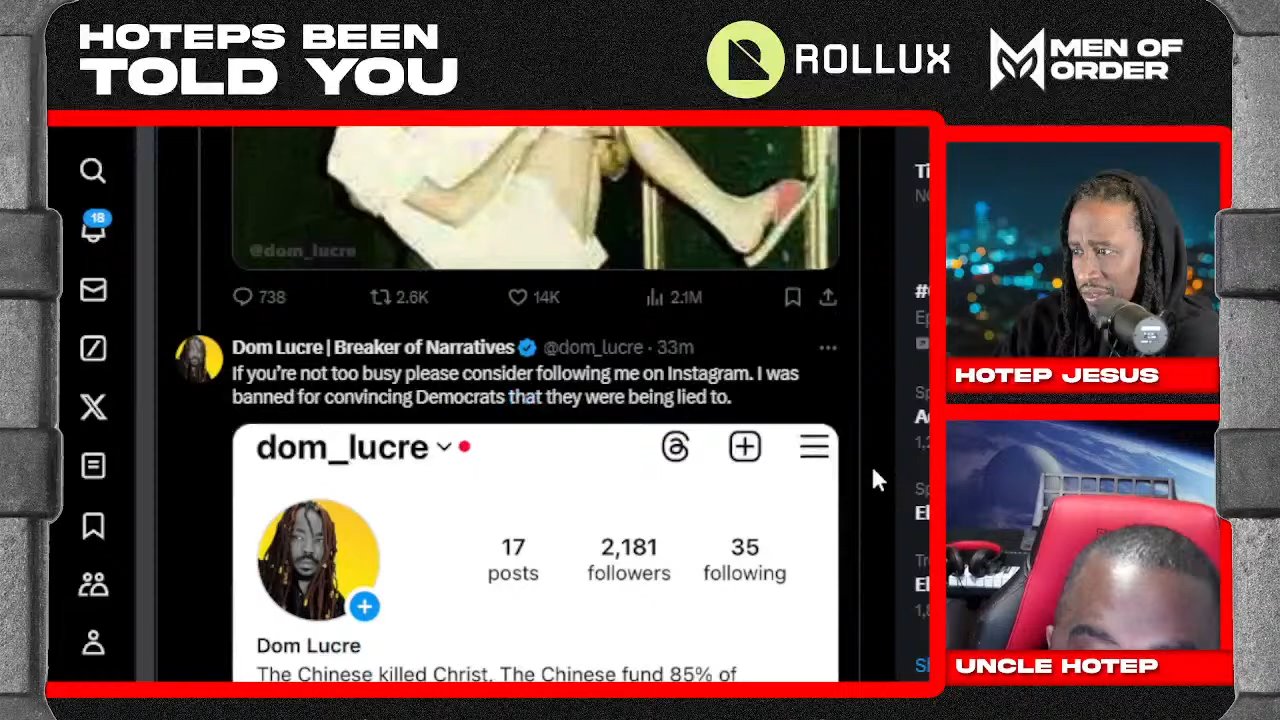 HOTEPS BEEN
TOLD YOU
ROLLUX
MEN OF
ORDER
18
@dom_lucre
738
2.6K
14K
2.1M
Dom Lucre | Breaker of Narratives @dom_lucre · 33m
If you're not too busy please consider following me on Instagram. I was
banned for convincing Democrats that they were being lied to.
dom_lucre
17
posts
2,181
followers
35
following
Dom Lucre
The Chinese killed Christ. The Chinese fund 85% of
HOTEP JESUS
UNCLE HOTEP